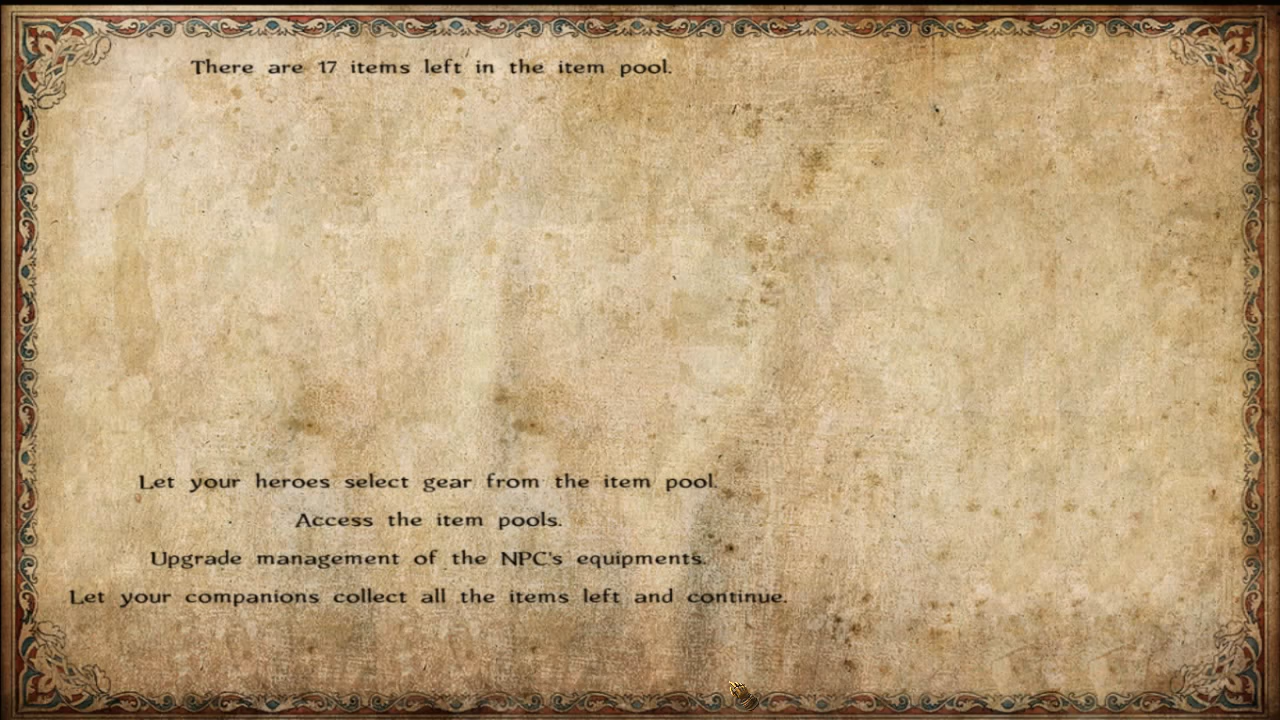 There are 17 items left in the item pool.
Let your heroes select gear from the item pool.
Access the item pools.
Upgrade management of the NPC's equipments.
Let your companions collect all the items left and continue.